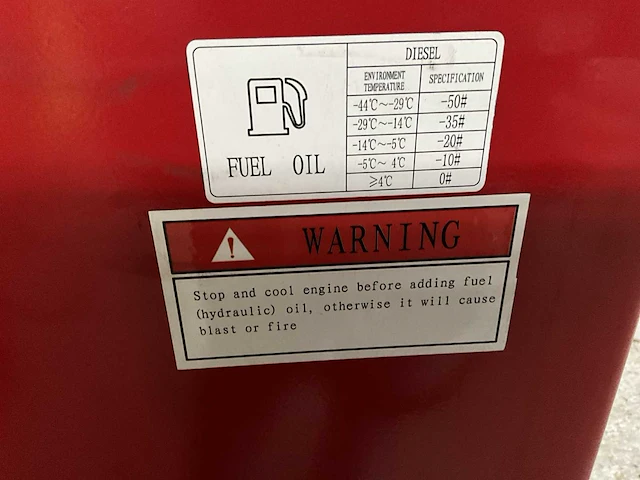 DIESEL
ENVIRONMENT TEMPERATURE SPECIFICATION
-44℃～-29℃ -50#
-29℃～-14℃ -35#
-14℃～-5℃ -20#
-5℃～ 4℃ -10#
≥4℃ 0#
FUEL OIL
WARNING
Stop and cool engine before adding fuel
(hydraulic) oil, otherwise it will cause
blast or fire